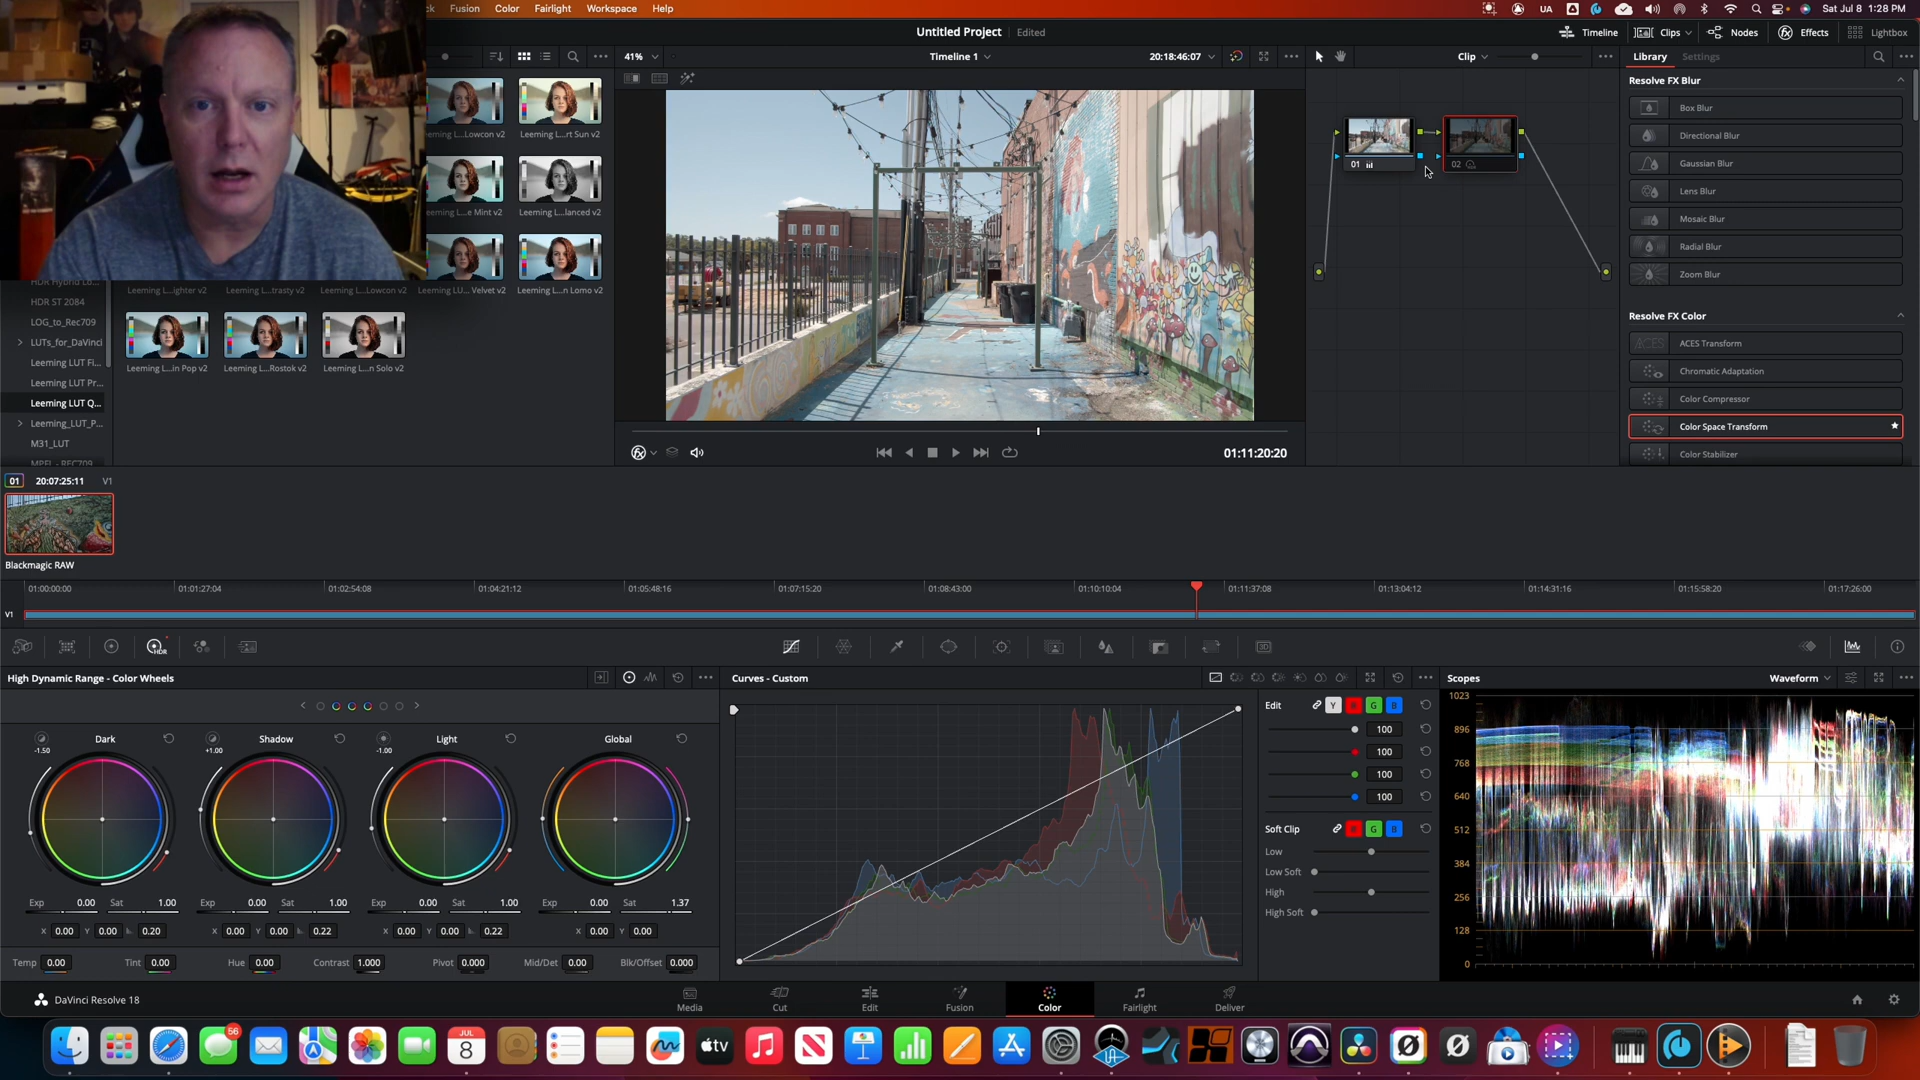 Fusion Color Fairlight Workspace Help
UA
Sat Jul 8 1:28 PM
Untitled Project Edited
Timeline Clips Nodes Effects Lightbox
41%
Timeline 1
20:18:46:07
Clip
Library Settings
Resolve FX Blur
Box Blur
Directional Blur
Gaussian Blur
Lens Blur
Mosaic Blur
Radial Blur
Zoom Blur
Resolve FX Color
ACES Transform
Chromatic Adaptation
Color Compressor
Color Space Transform
Color Stabilizer
01
02
Leeming L...rt Sun v2
Leeming L...lanced v2
Leeming LU... Velvet v2
Leeming L...n Lomo v2
Leeming L...in Pop v2
Leeming L...Rostok v2
Leeming L...n Solo v2
HDR ST 2084
LOG_to_Rec709
LUTs_for_DaVinci
Leeming LUT Fi...
Leeming LUT Pr...
Leeming LUT Q...
Leeming_LUT_P...
M31_LUT
01:11:20:20
01 20:07:25:11 V1
Blackmagic RAW
01:00:00:00 01:01:27:04 01:02:54:08 01:04:21:12 01:05:48:16 01:07:15:20 01:08:43:00 01:10:10:04 01:11:37:08 01:13:04:12 01:14:31:16 01:15:58:20 01:17:26:00
V1
HDR
3D
High Dynamic Range - Color Wheels
Dark Shadow Light Global
-1.50 +1.00 -1.00
Exp 0.00 Sat 1.00 Exp 0.00 Sat 1.00 Exp 0.00 Sat 1.00 Exp 0.00 Sat 1.37
X 0.00 Y 0.00 0.20 X 0.00 Y 0.00 0.22 X 0.00 Y 0.00 0.22 X 0.00 Y 0.00
Temp 0.00 Tint 0.00 Hue 0.00 Contrast 1.000 Pivot 0.000 Mid/Det 0.00 Blk/Offset 0.000
Curves - Custom
Edit Y R G B
100
100
100
100
Soft Clip R G B
Low
Low Soft
High
High Soft
Scopes Waveform
1023
896
768
640
512
384
256
128
0
DaVinci Resolve 18
Media Cut Edit Fusion Color Fairlight Deliver
56
JUL
8
tv